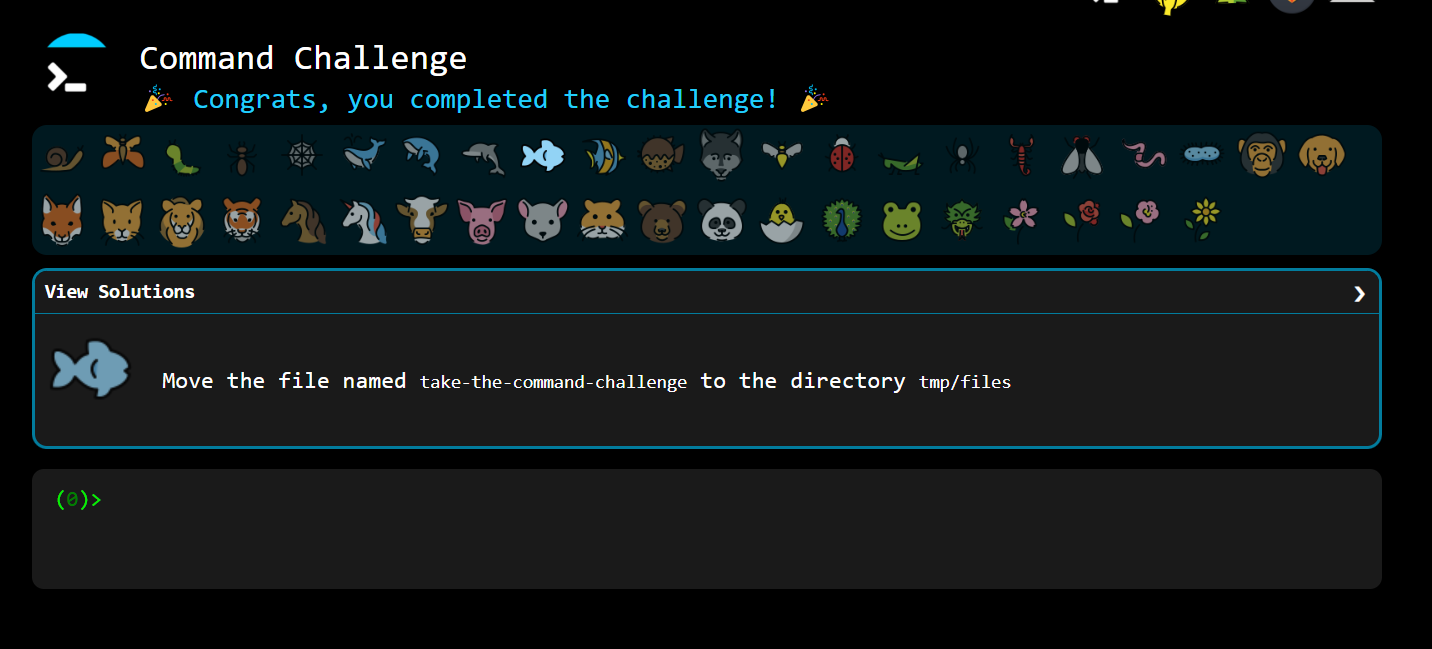 Command Challenge
🎉 Congrats, you completed the challenge! 🎉
View Solutions
Move the file named take-the-command-challenge to the directory tmp/files
(0)>